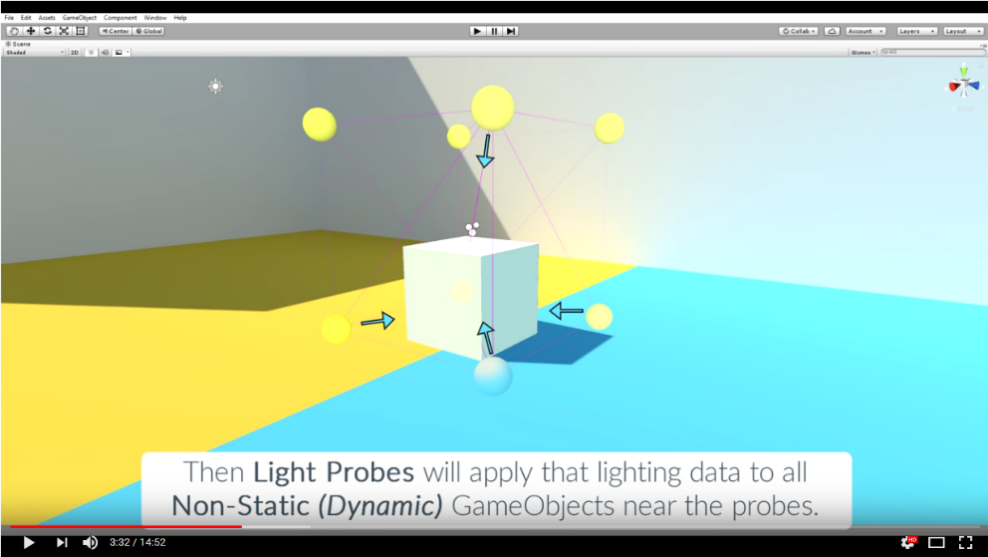 File Edit Assets GameObject Component Window Help
Center Global Collab Account Layers Layout
Scene
Shaded 2D Gizmos
Then Light Probes will apply that lighting data to all
Non-Static (Dynamic) GameObjects near the probes.
3:32 / 14:52 HD